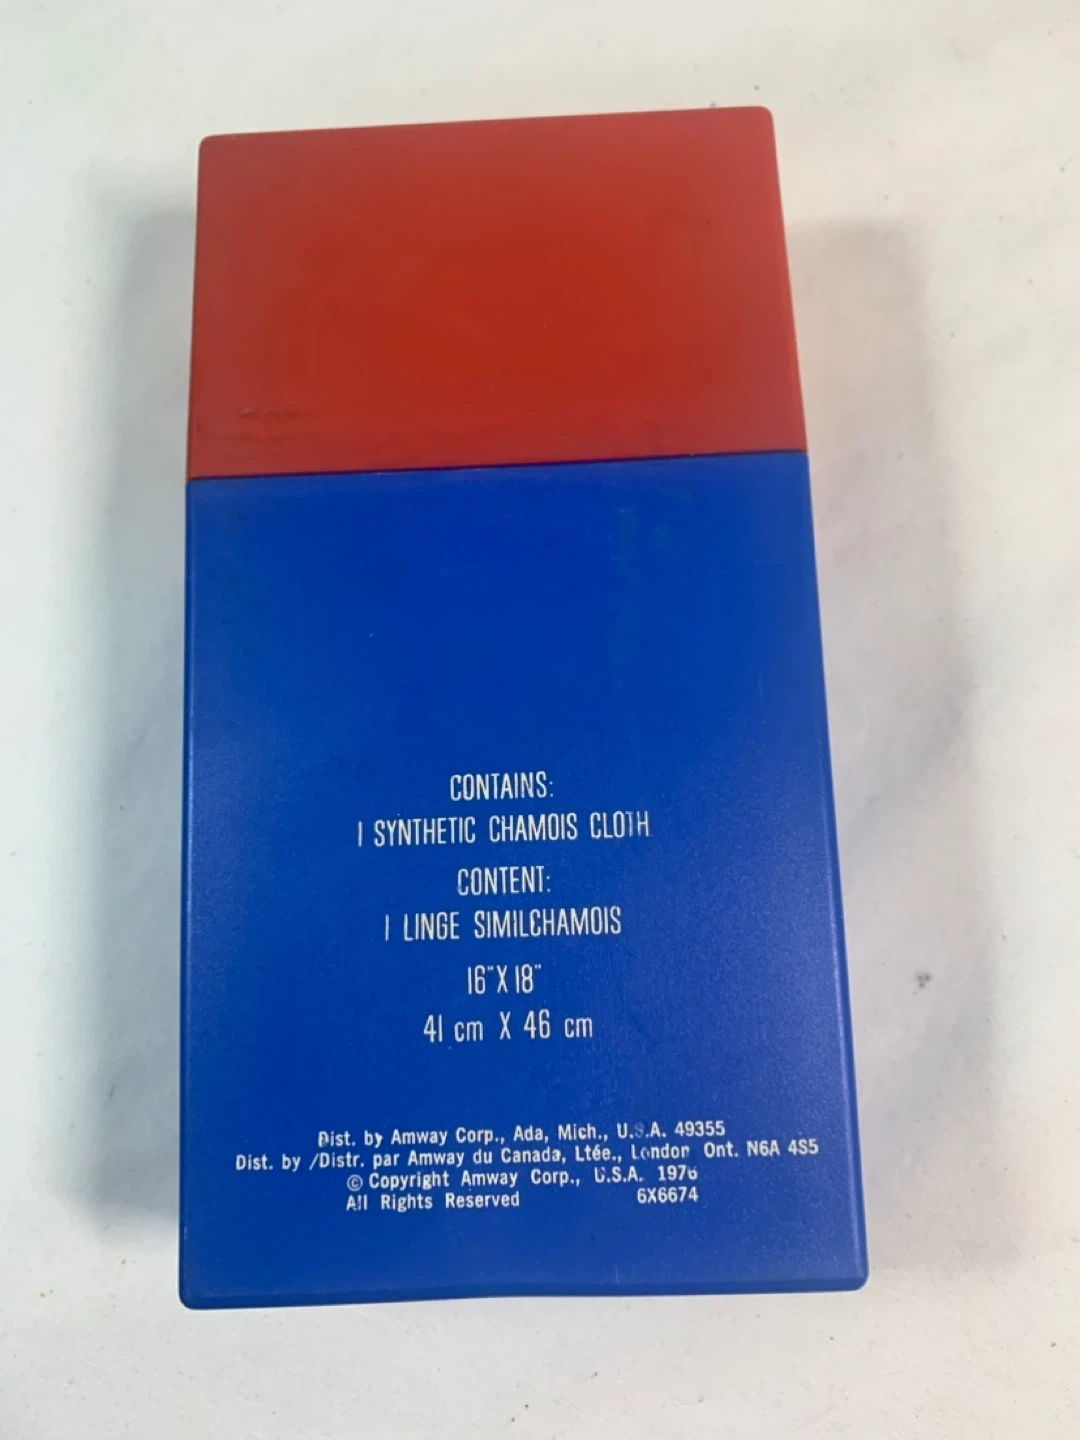 CONTAINS:
1 SYNTHETIC CHAMOIS CLOTH
CONTENT:
1 LINGE SIMILCHAMOIS
16"X18"
41 cm X 46 cm
Dist. by Amway Corp., Ada, Mich., U.S.A. 49355
Dist. by /Distr. par Amway du Canada, Ltée., London Ont. N6A 4S5
© Copyright Amway Corp., U.S.A. 1976
All Rights Reserved 6X6674